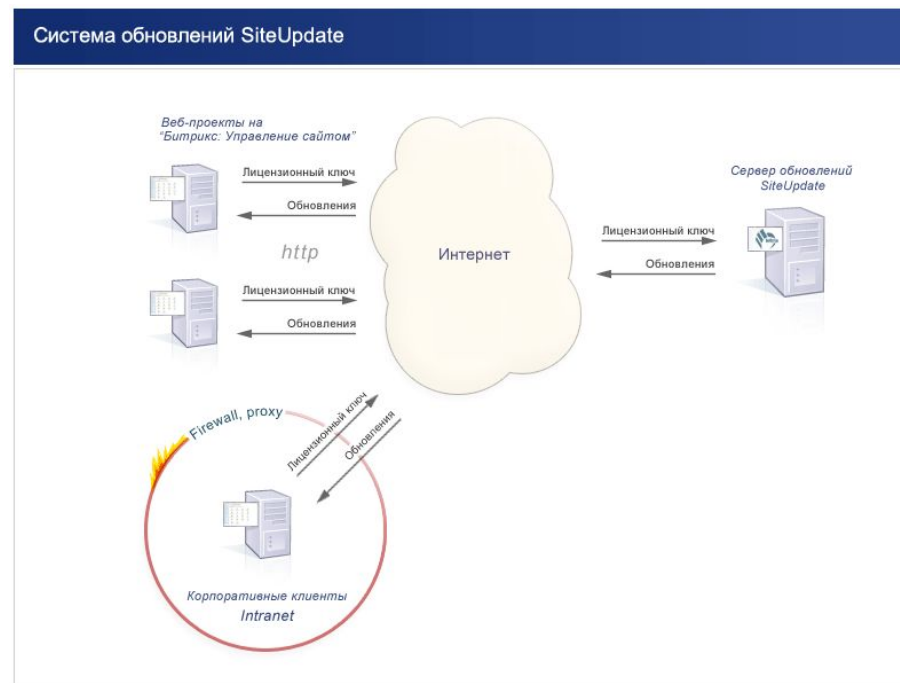 Система обновлений SiteUpdate
Веб-проекты на
“Битрикс: Управление сайтом”
Лицензионный ключ
Обновления
http
Лицензионный ключ
Обновления
Интернет
Сервер обновлений
SiteUpdate
Лицензионный ключ
Обновления
Firewall, proxy
Лицензионный ключ
Обновления
Корпоративные клиенты
Intranet